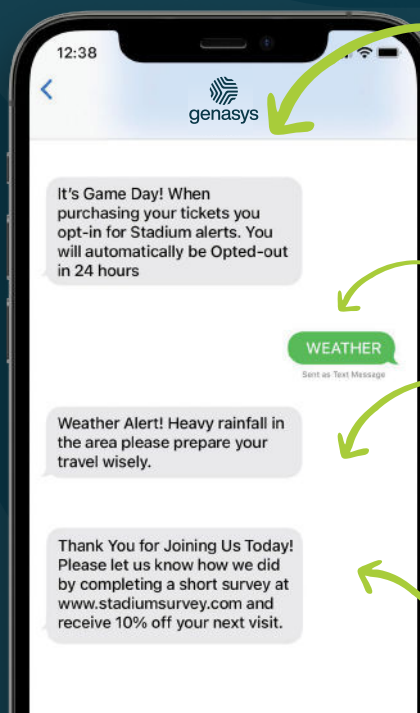 12:38
genasys
It's Game Day! When
purchasing your tickets you
opt-in for Stadium alerts. You
will automatically be Opted-out
in 24 hours
WEATHER
Sent as Text Message
Weather Alert! Heavy rainfall in
the area please prepare your
travel wisely.
Thank You for Joining Us Today!
Please let us know how we did
by completing a short survey at
www.stadiumsurvey.com and
receive 10% off your next visit.